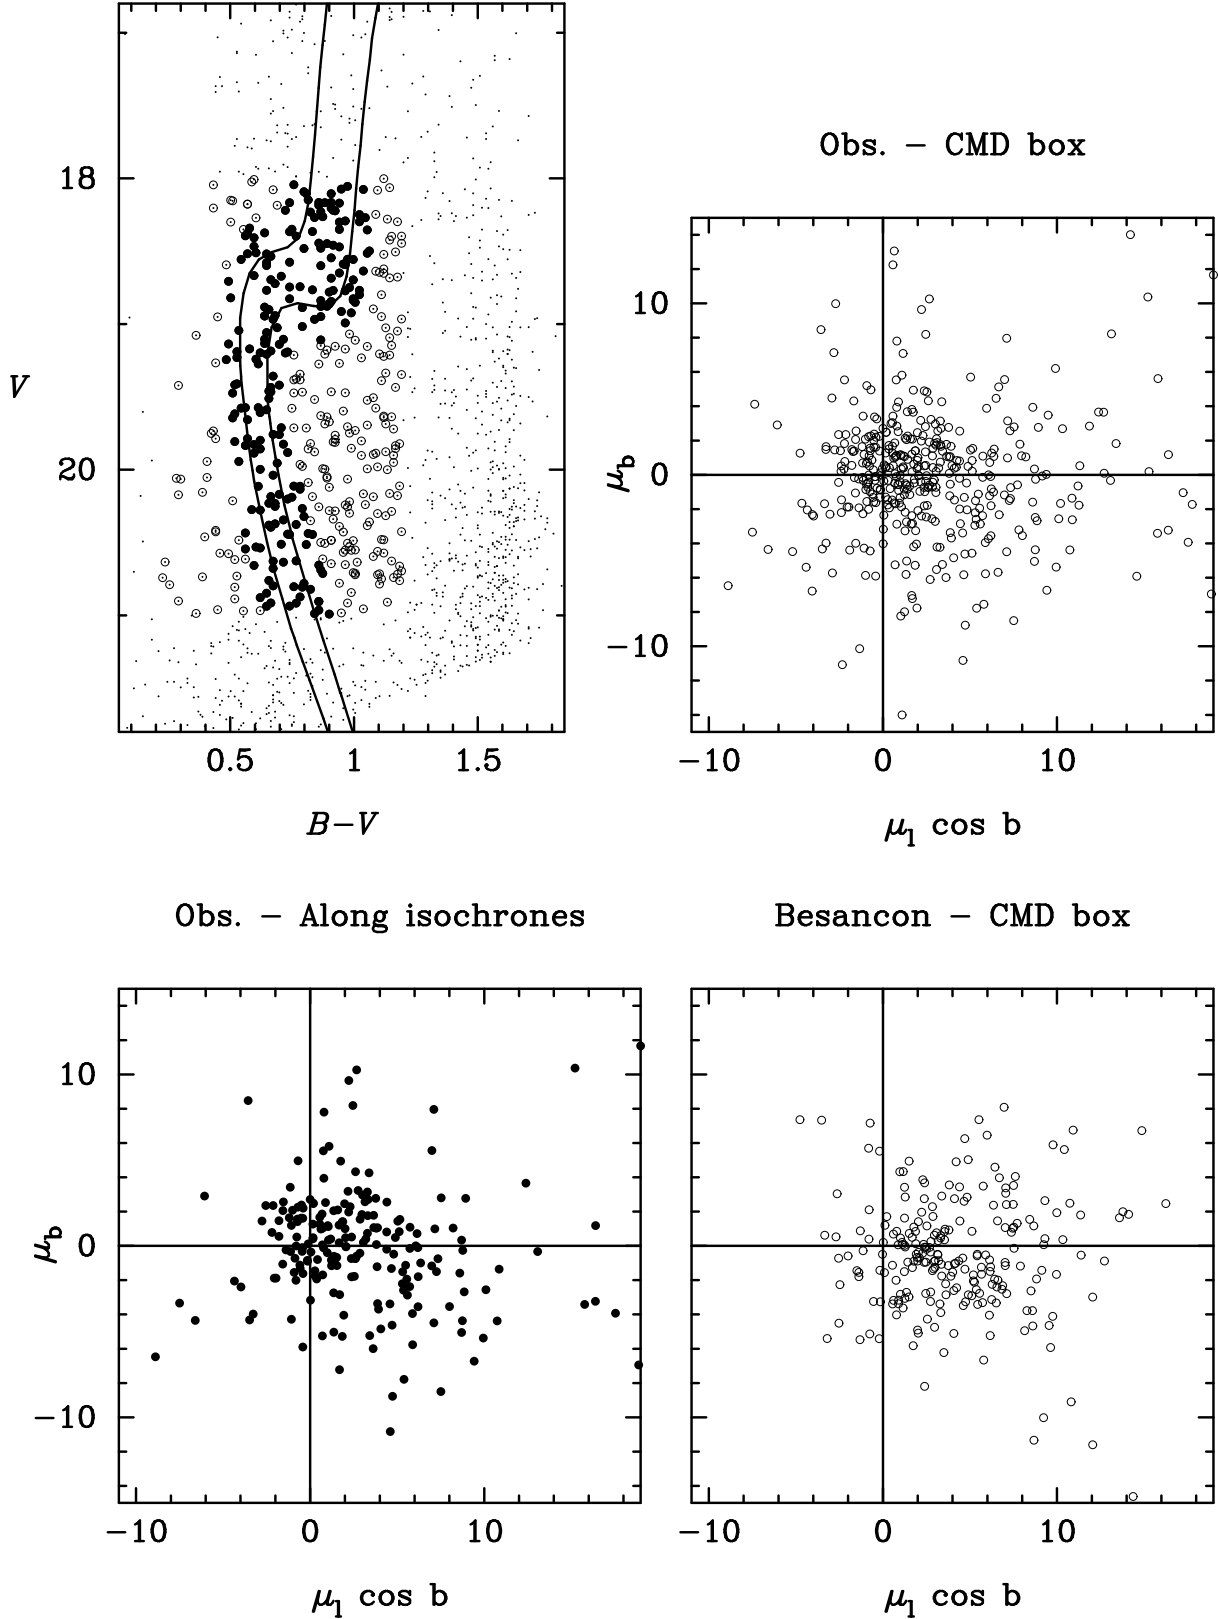 18
20
V
0.5 1 1.5
B−V
Obs. − CMD box
10
0
−10
μb
−10 0 10
μl cos b
Obs. − Along isochrones
10
0
−10
μb
−10 0 10
μl cos b
Besancon − CMD box
−10 0 10
μl cos b